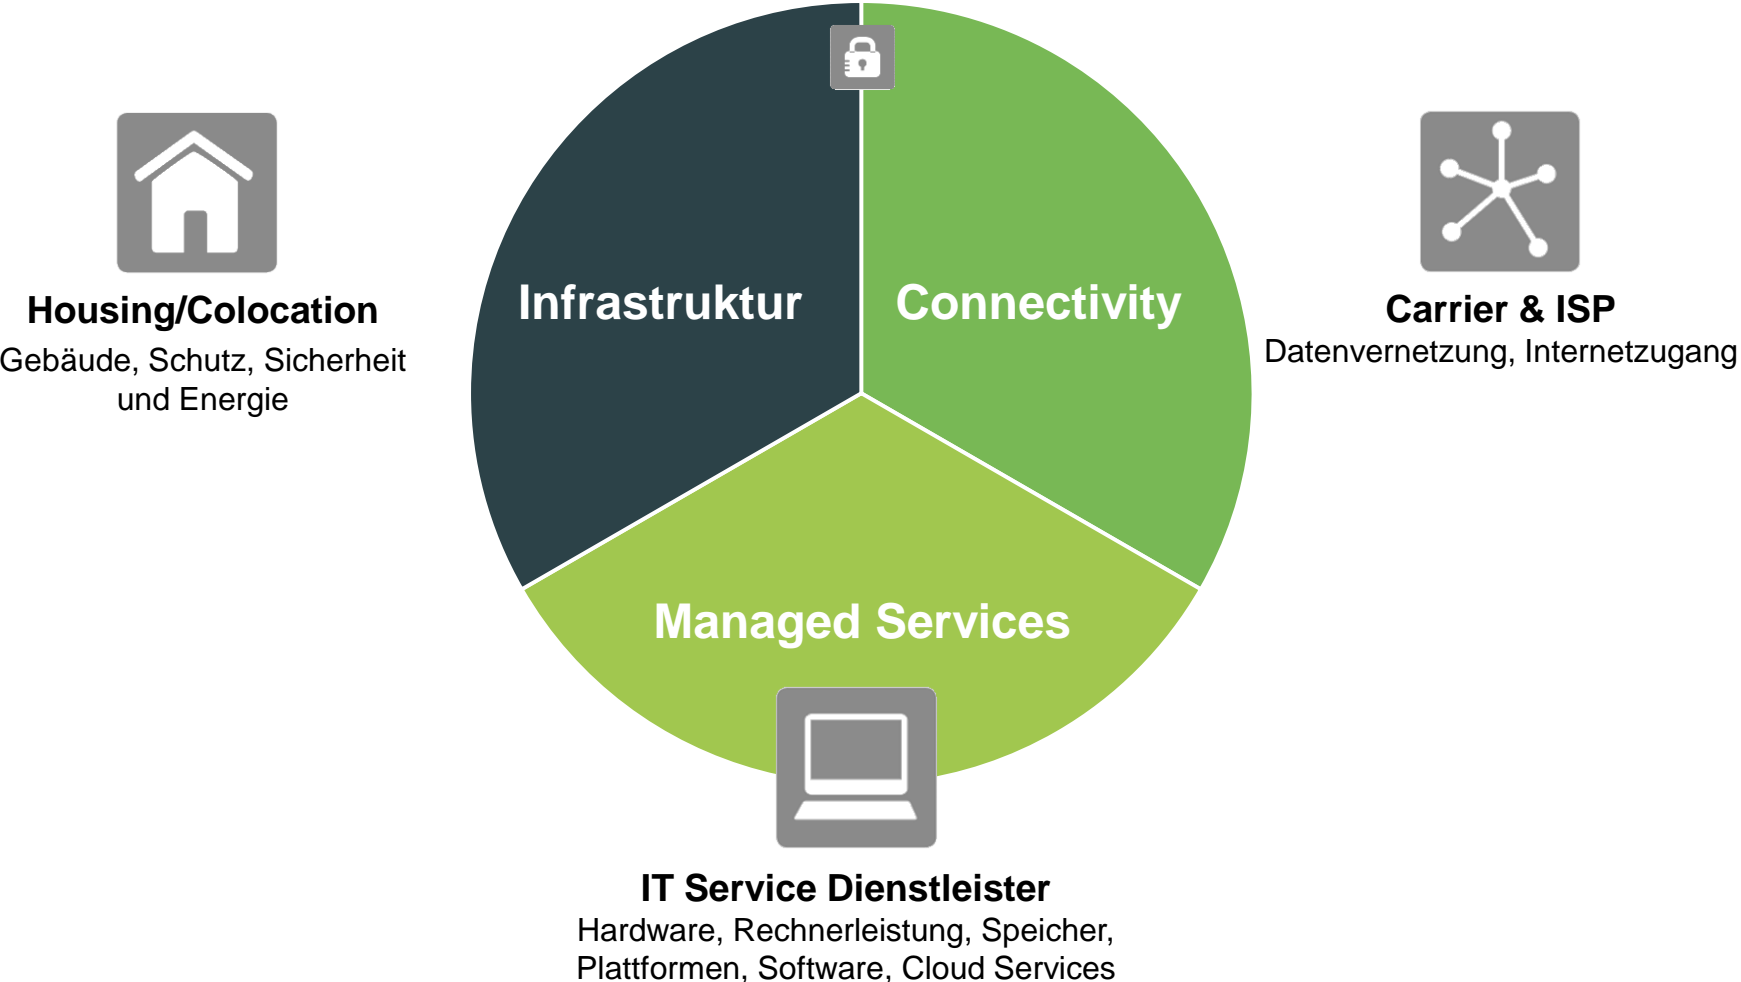 Infrastruktur
Connectivity
Managed Services
Housing/Colocation
Gebäude, Schutz, Sicherheit
und Energie
Carrier & ISP
Datenvernetzung, Internetzugang
IT Service Dienstleister
Hardware, Rechnerleistung, Speicher,
Plattformen, Software, Cloud Services